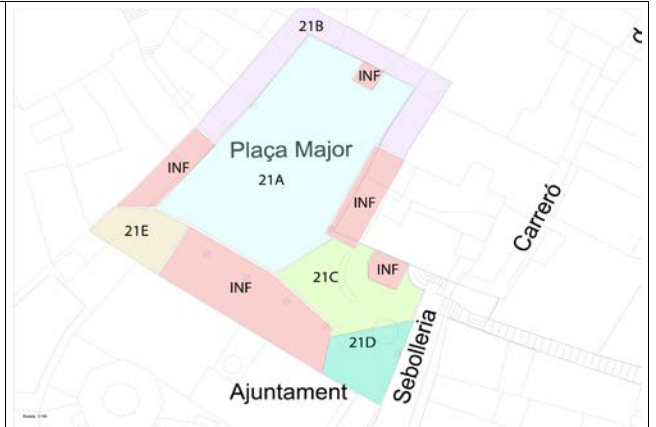 21B
INF
Plaça Major
INF
21A
INF
Carreró
21E
21C
INF
INF
21D
Sebolleria
Ajuntament